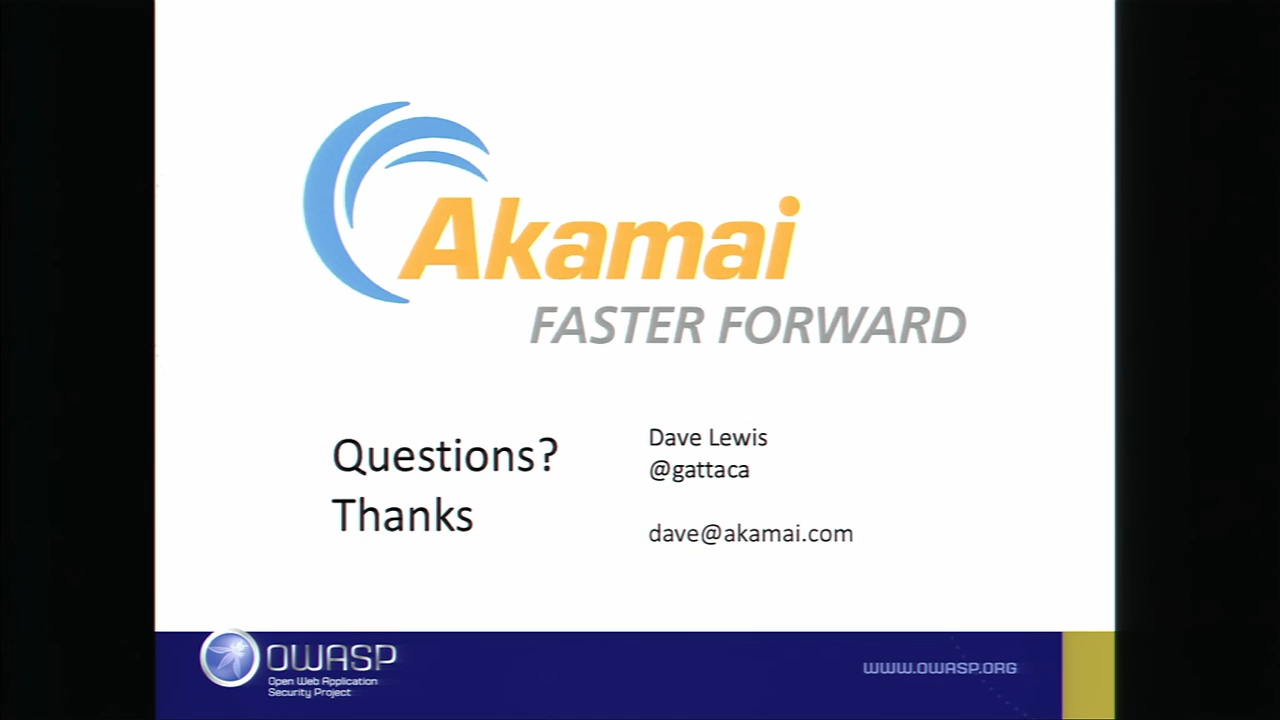 Akamai
FASTER FORWARD
Questions?
Thanks
Dave Lewis
@gattaca
dave@akamai.com
OWASP
Open Web Application
Security Project
WWW.OWASP.ORG